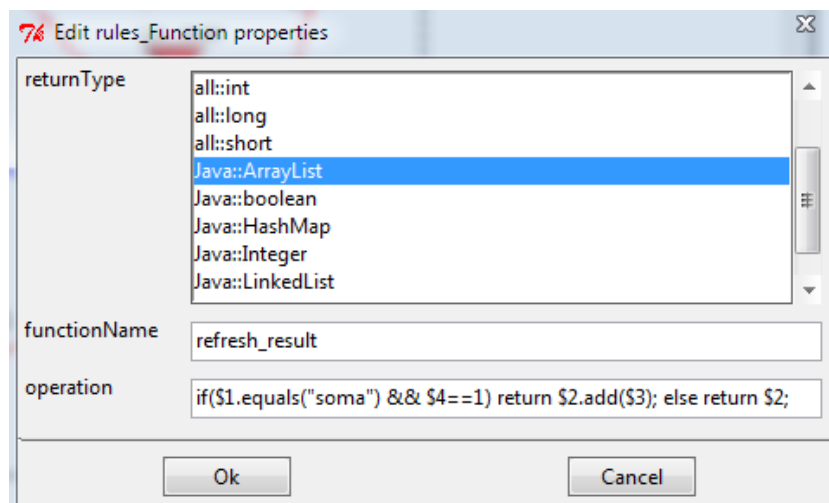 Edit rules_Function properties
returnType
all::int
all::long
all::short
Java::ArrayList
Java::boolean
Java::HashMap
Java::Integer
Java::LinkedList
functionName
refresh_result
operation
if($1.equals("soma") && $4==1) return $2.add($3); else return $2;
Ok
Cancel